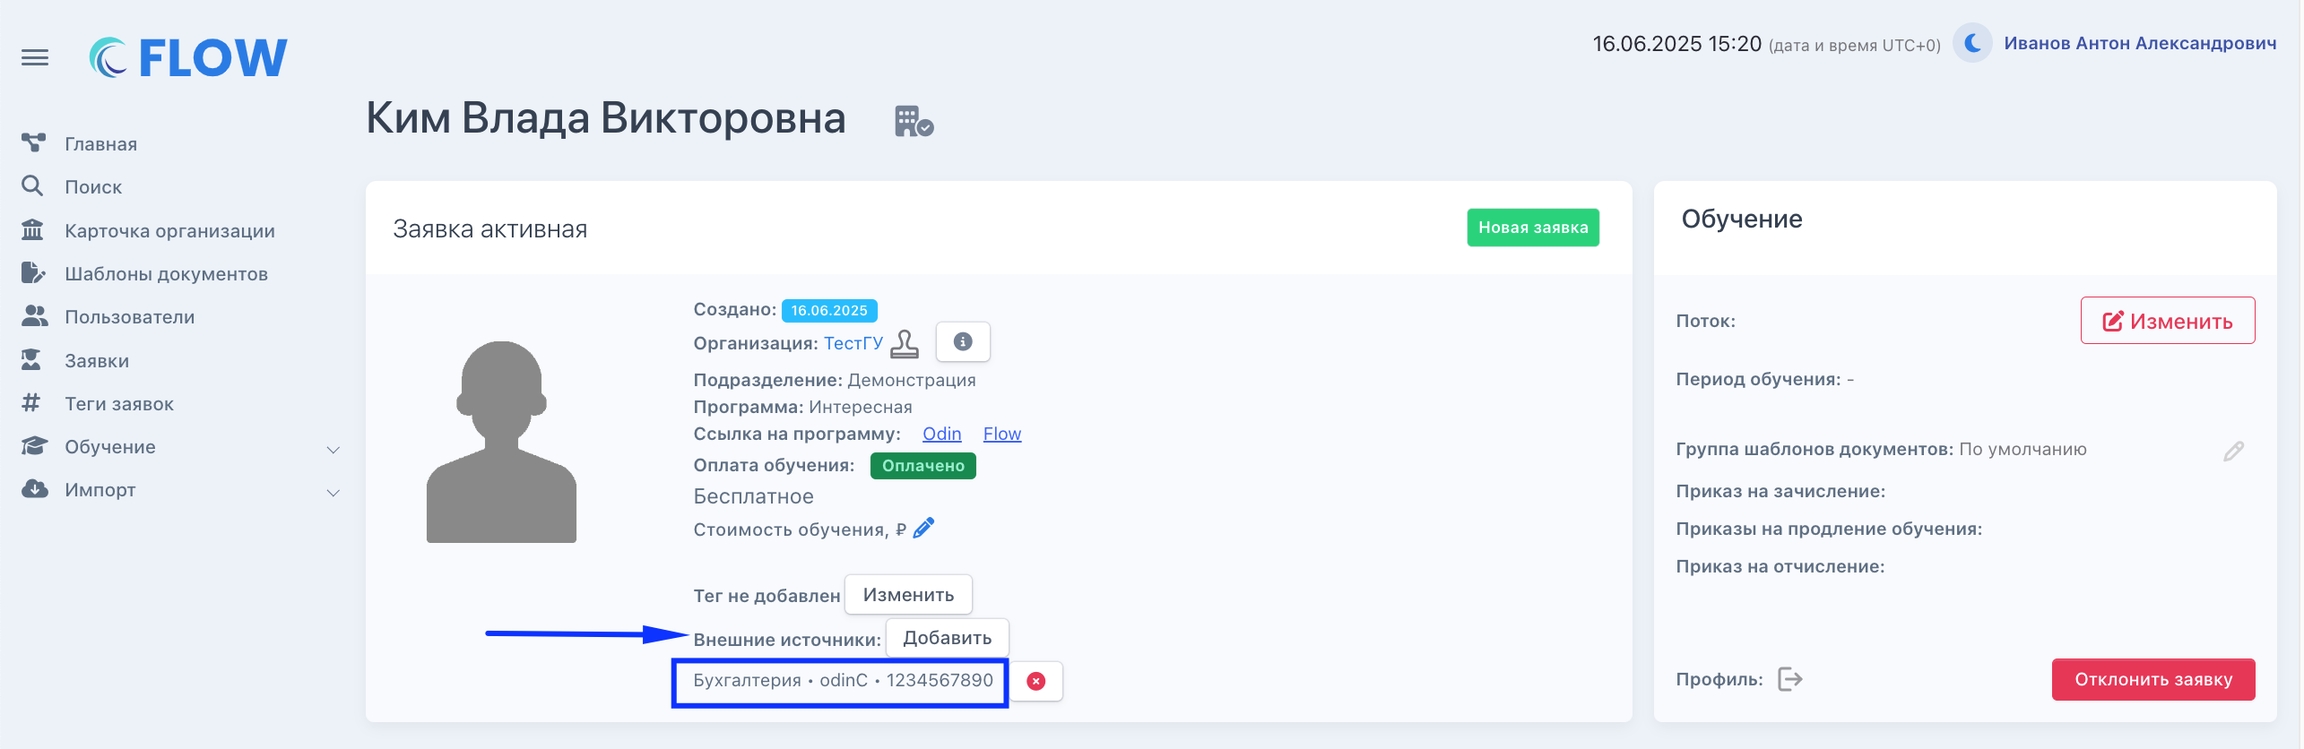 FLOW
16.06.2025 15:20 (дата и время UTC+0)
Иванов Антон Александрович
Главная
Поиск
Карточка организации
Шаблоны документов
Пользователи
Заявки
Теги заявок
Обучение
Импорт
Ким Влада Викторовна
Заявка активная
Новая заявка
Создано: 16.06.2025
Организация: ТестГУ
Подразделение: Демонстрация
Программа: Интересная
Ссылка на программу: Odin Flow
Оплата обучения: Оплачено
Бесплатное
Стоимость обучения, ₽
Тег не добавлен Изменить
Внешние источники: Добавить
Бухгалтерия • odinC • 1234567890
Обучение
Поток: Изменить
Период обучения: -
Группа шаблонов документов: По умолчанию
Приказ на зачисление:
Приказы на продление обучения:
Приказ на отчисление:
Профиль: Отклонить заявку